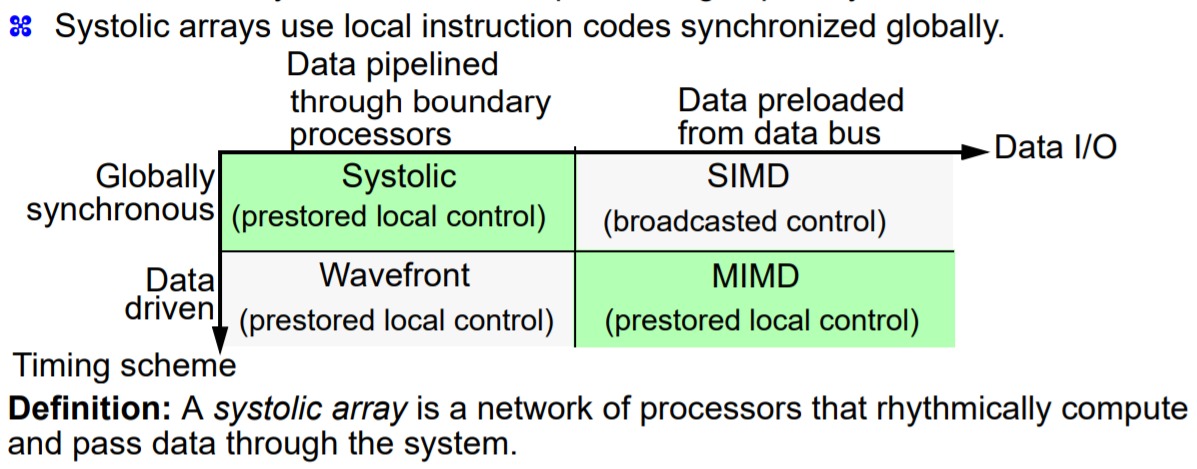 ⌘ Systolic arrays use local instruction codes synchronized globally.
Data pipelined
through boundary
processors
Data preloaded
from data bus
Data I/O
Globally
synchronous
Systolic
(prestored local control)
SIMD
(broadcasted control)
Data
driven
Wavefront
(prestored local control)
MIMD
(prestored local control)
Timing scheme
Definition: A systolic array is a network of processors that rhythmically compute
and pass data through the system.